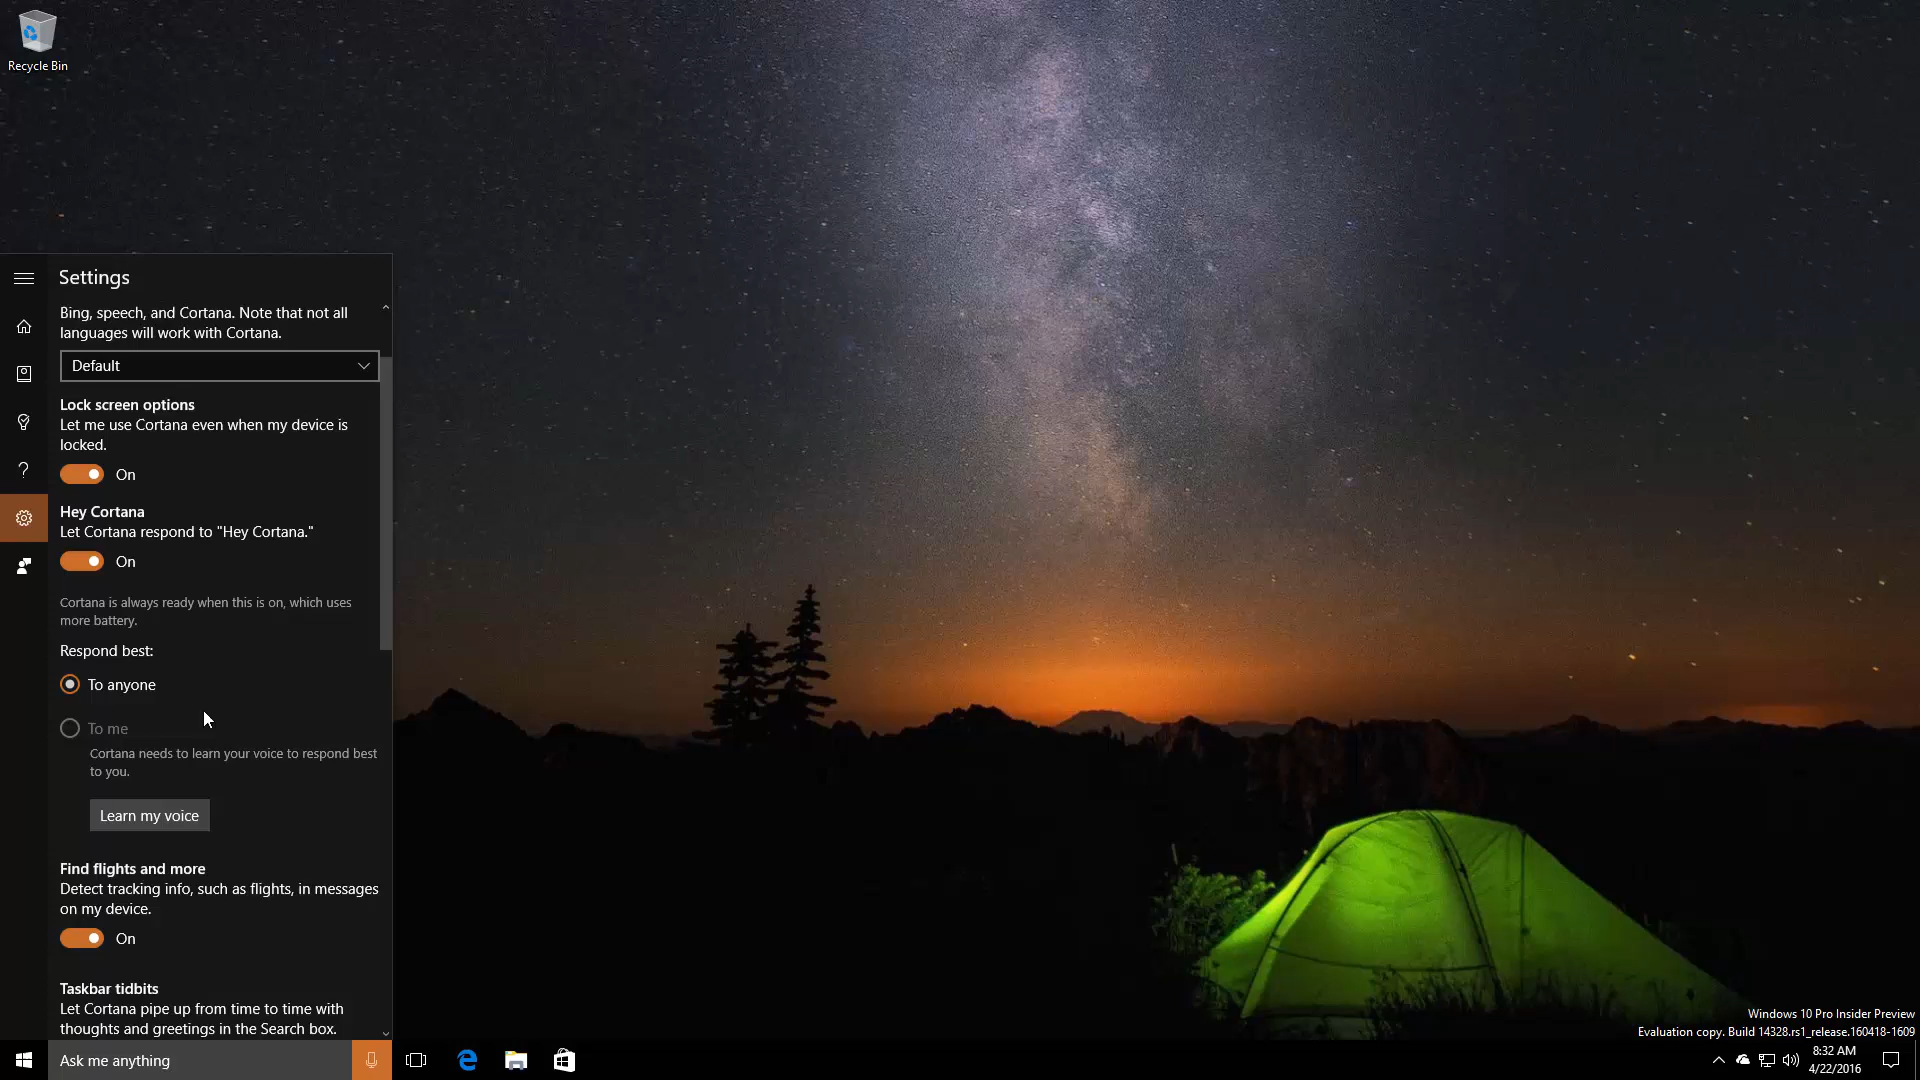 Recycle Bin
Settings
Bing, speech, and Cortana. Note that not all
languages will work with Cortana.
Default
Lock screen options
Let me use Cortana even when my device is
locked.
On
Hey Cortana
Let Cortana respond to "Hey Cortana."
On
Cortana is always ready when this is on, which uses
more battery.
Respond best:
To anyone
To me
Cortana needs to learn your voice to respond best
to you.
Learn my voice
Find flights and more
Detect tracking info, such as flights, in messages
on my device.
On
Taskbar tidbits
Let Cortana pipe up from time to time with
thoughts and greetings in the Search box.
Ask me anything
Windows 10 Pro Insider Preview
Evaluation copy. Build 14328.rs1_release.160418-1609
8:32 AM
4/22/2016